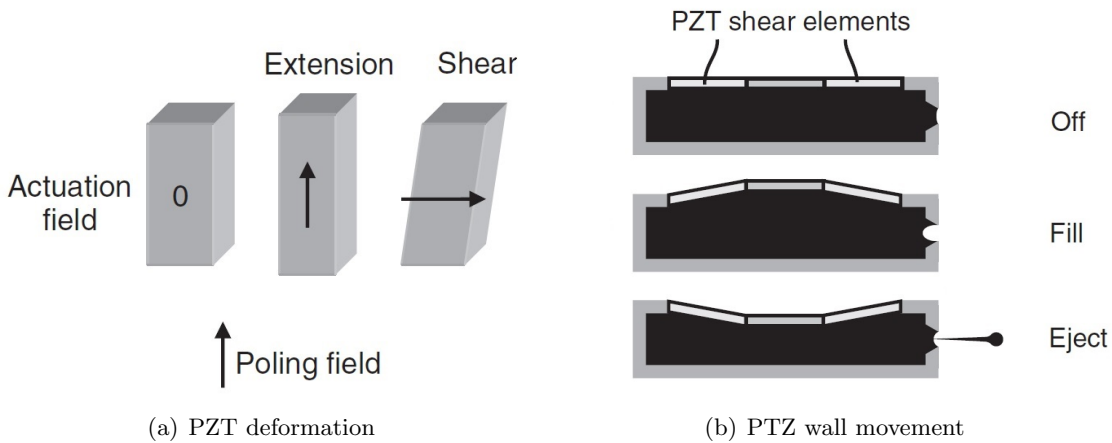 Extension
Shear
Actuation
field
0
Poling field
(a) PZT deformation
PZT shear elements
Off
Fill
Eject
(b) PTZ wall movement